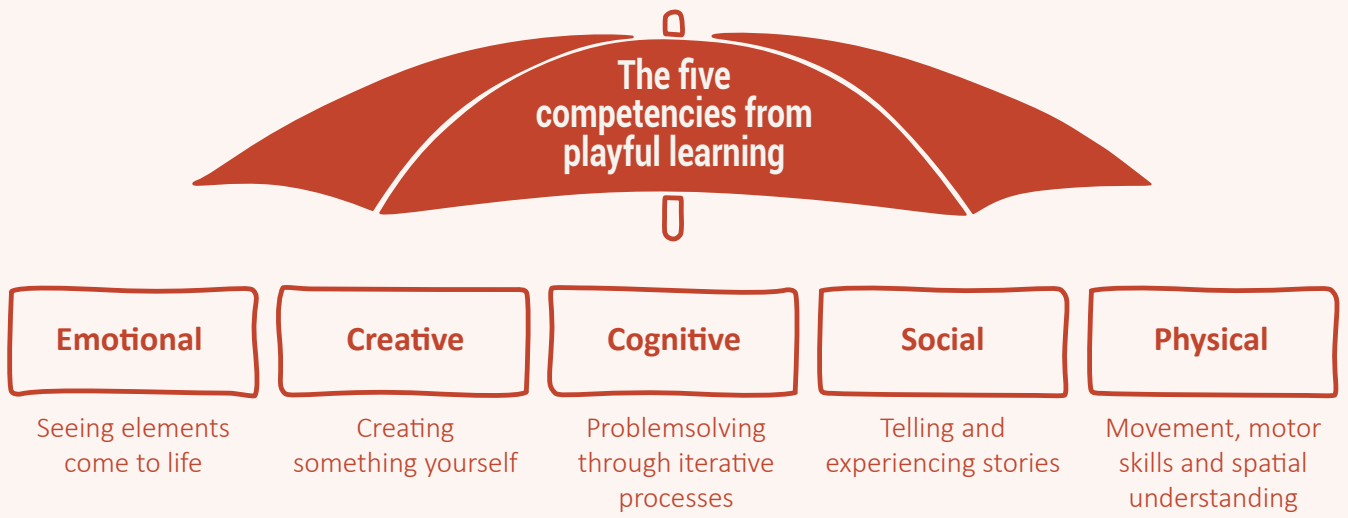 The five
competencies from
playful learning
Emotional
Seeing elements
come to life
Creative
Creating
something yourself
Cognitive
Problemsolving
through iterative
processes
Social
Telling and
experiencing stories
Physical
Movement, motor
skills and spatial
understanding